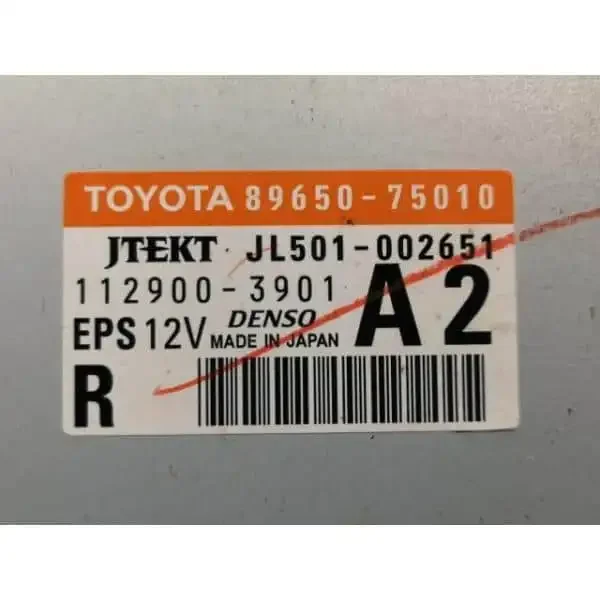 TOYOTA 89650-75010
JTEKT JL501-002651
112900-3901
EPS 12V DENSO A2
MADE IN JAPAN
R